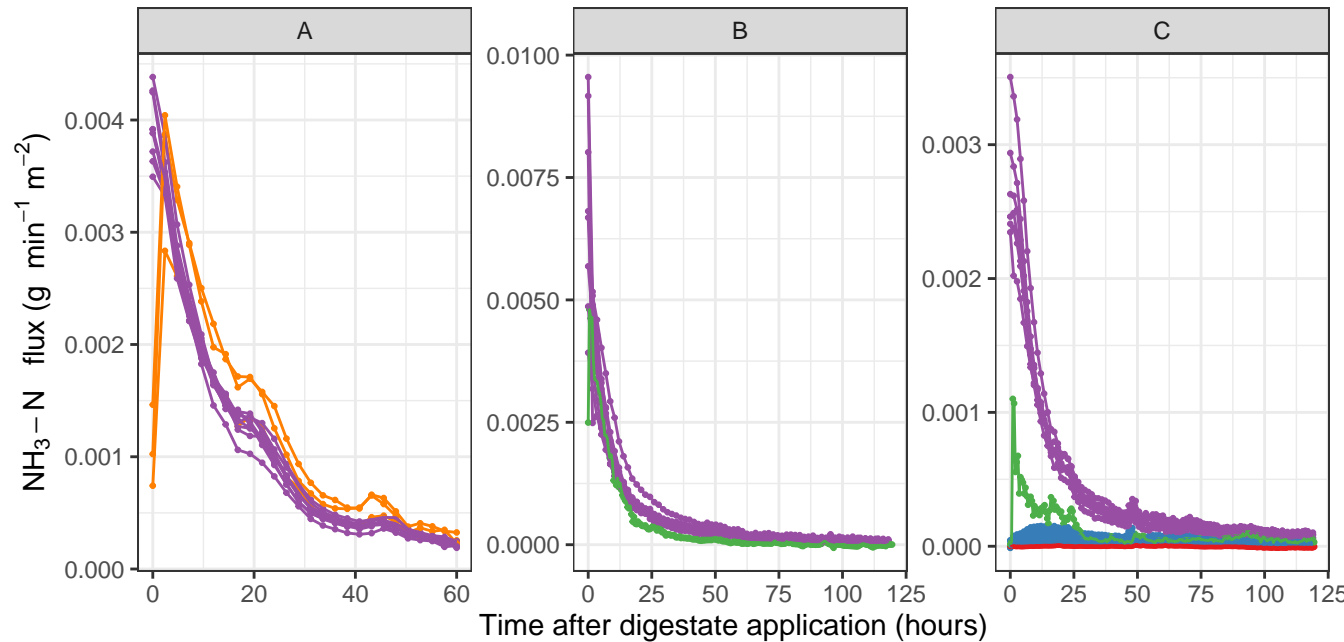 A B C
0.004
0.003
0.002
0.001
0.000
0.0100
0.0075
0.0050
0.0025
0.0000
0.003
0.002
0.001
0.000
0 20 40 60
0 25 50 75 100 125
0 25 50 75 100 125
NH₃−N flux (g min⁻¹ m⁻²)
Time after digestate application (hours)